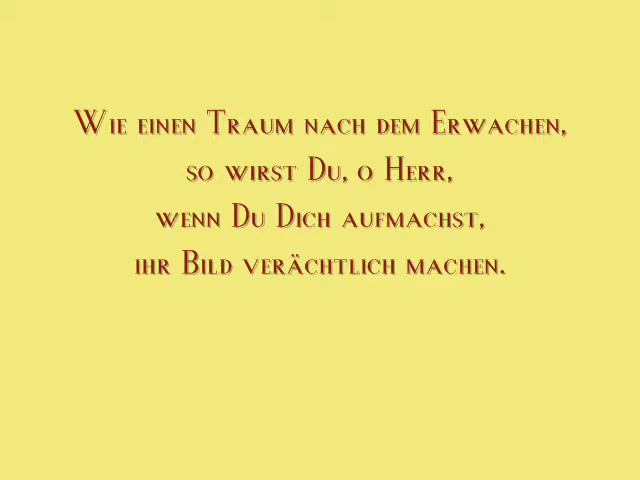 Wie einen Traum nach dem Erwachen,
so wirst Du, o Herr,
wenn Du Dich aufmachst,
ihr Bild verächtlich machen.